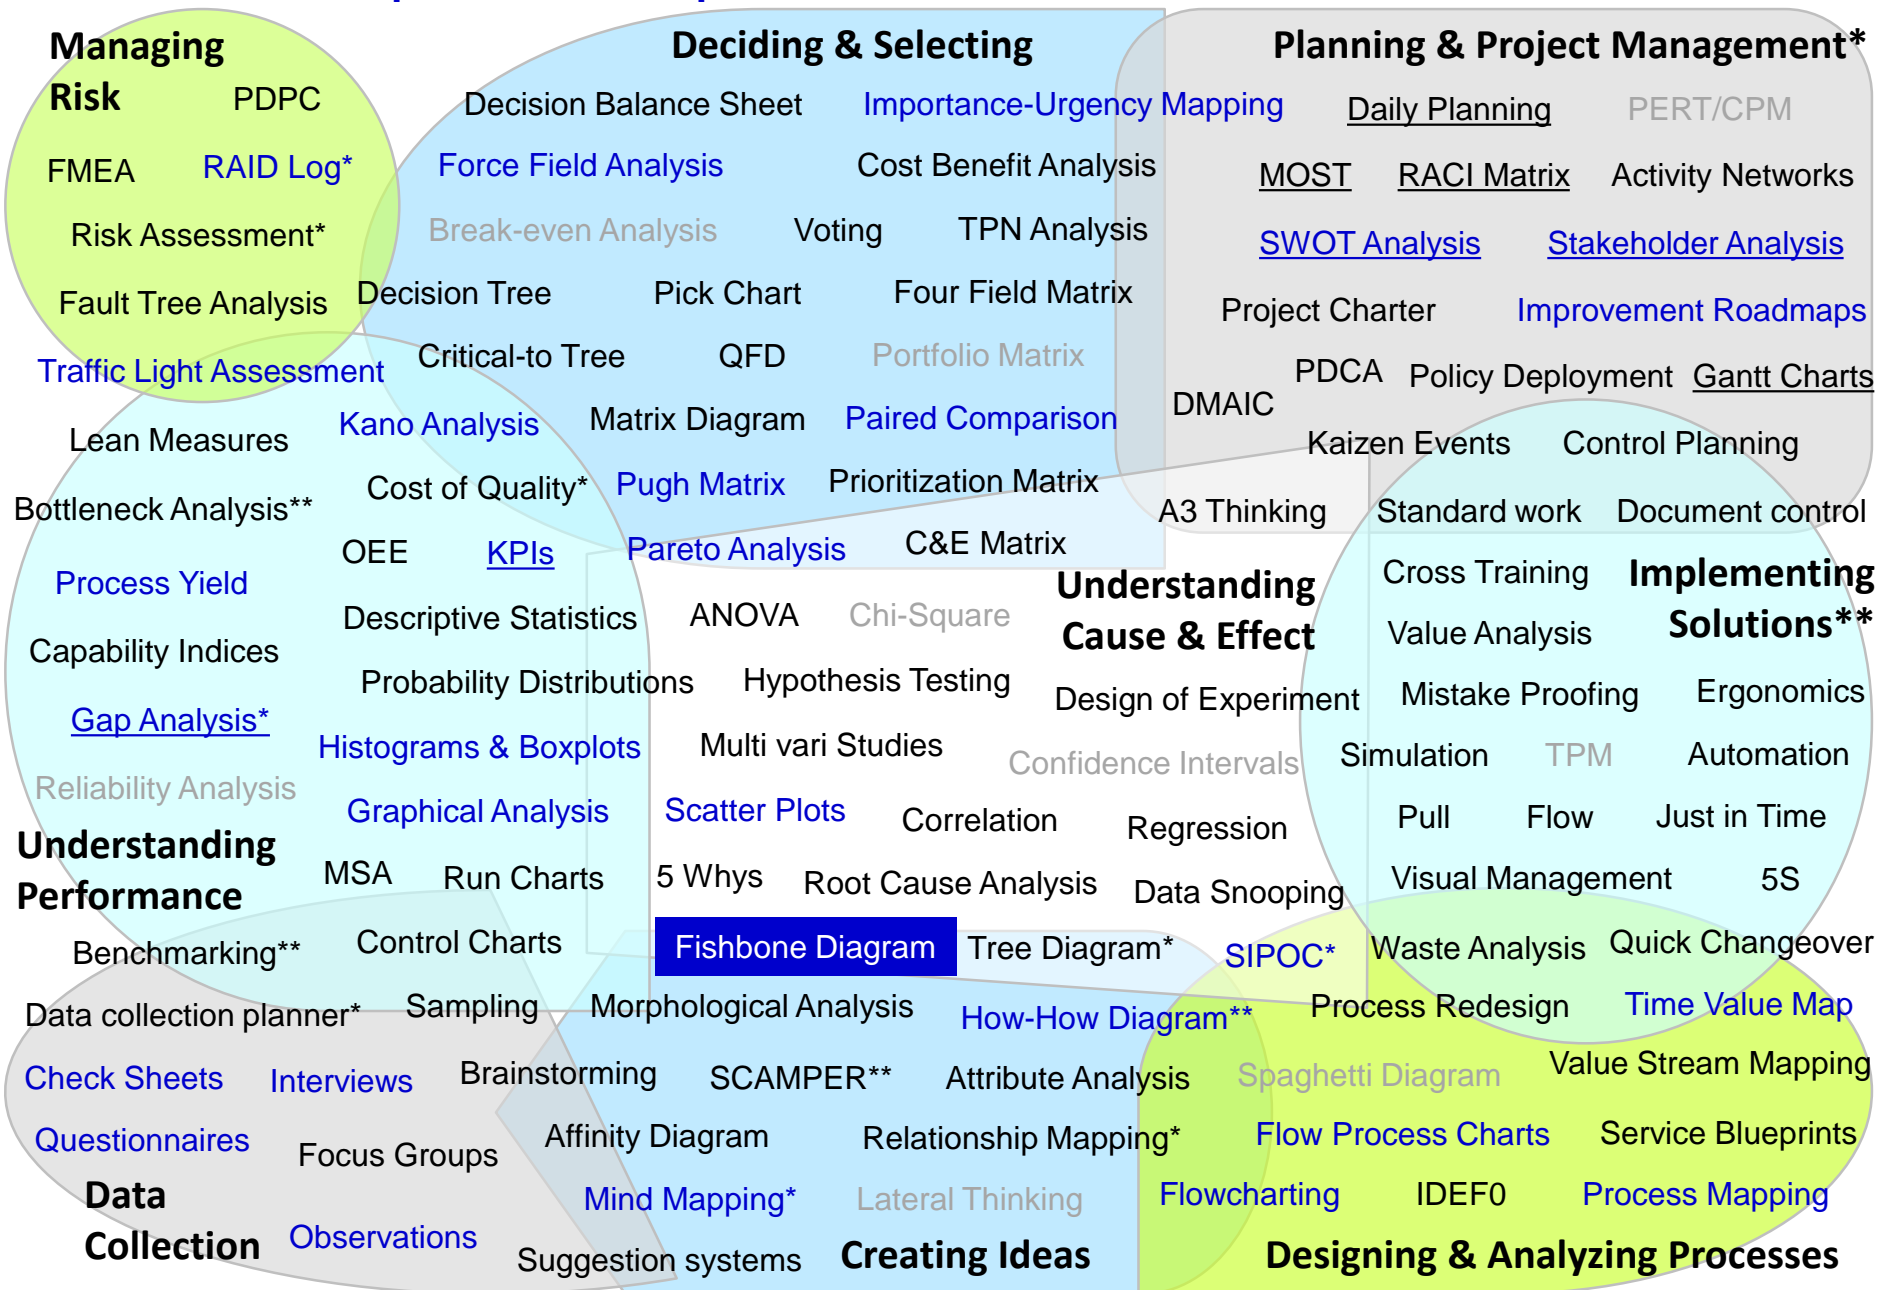 Managing
Risk
PDPC
FMEA
RAID Log*
Risk Assessment*
Fault Tree Analysis
Traffic Light Assessment
Deciding & Selecting
Decision Balance Sheet
Importance-Urgency Mapping
Force Field Analysis
Cost Benefit Analysis
Break-even Analysis
Voting
TPN Analysis
Decision Tree
Pick Chart
Four Field Matrix
Critical-to Tree
QFD
Portfolio Matrix
Kano Analysis
Matrix Diagram
Paired Comparison
Cost of Quality*
Pugh Matrix
Prioritization Matrix
Pareto Analysis
C&E Matrix
Planning & Project Management*
Daily Planning
PERT/CPM
MOST
RACI Matrix
Activity Networks
SWOT Analysis
Stakeholder Analysis
Project Charter
Improvement Roadmaps
PDCA
Policy Deployment
Gantt Charts
DMAIC
Kaizen Events
Control Planning
A3 Thinking
Standard work
Document control
Lean Measures
Bottleneck Analysis**
OEE
KPIs
Process Yield
Descriptive Statistics
Capability Indices
Probability Distributions
Gap Analysis*
Histograms & Boxplots
Reliability Analysis
Graphical Analysis
Understanding
Performance
MSA
Run Charts
Benchmarking**
Control Charts
Understanding
Cause & Effect
ANOVA
Chi-Square
Hypothesis Testing
Design of Experiment
Multi vari Studies
Confidence Intervals
Scatter Plots
Correlation
Regression
5 Whys
Root Cause Analysis
Data Snooping
Fishbone Diagram
Tree Diagram*
SIPOC*
Implementing
Solutions**
Cross Training
Value Analysis
Mistake Proofing
Ergonomics
Simulation
TPM
Automation
Pull
Flow
Just in Time
Visual Management
5S
Waste Analysis
Quick Changeover
Data collection planner*
Sampling
Check Sheets
Interviews
Questionnaires
Focus Groups
Data
Collection
Observations
Morphological Analysis
How-How Diagram**
Brainstorming
SCAMPER**
Attribute Analysis
Affinity Diagram
Relationship Mapping*
Mind Mapping*
Lateral Thinking
Suggestion systems
Creating Ideas
Process Redesign
Time Value Map
Spaghetti Diagram
Value Stream Mapping
Flow Process Charts
Service Blueprints
Flowcharting
IDEF0
Process Mapping
Designing & Analyzing Processes